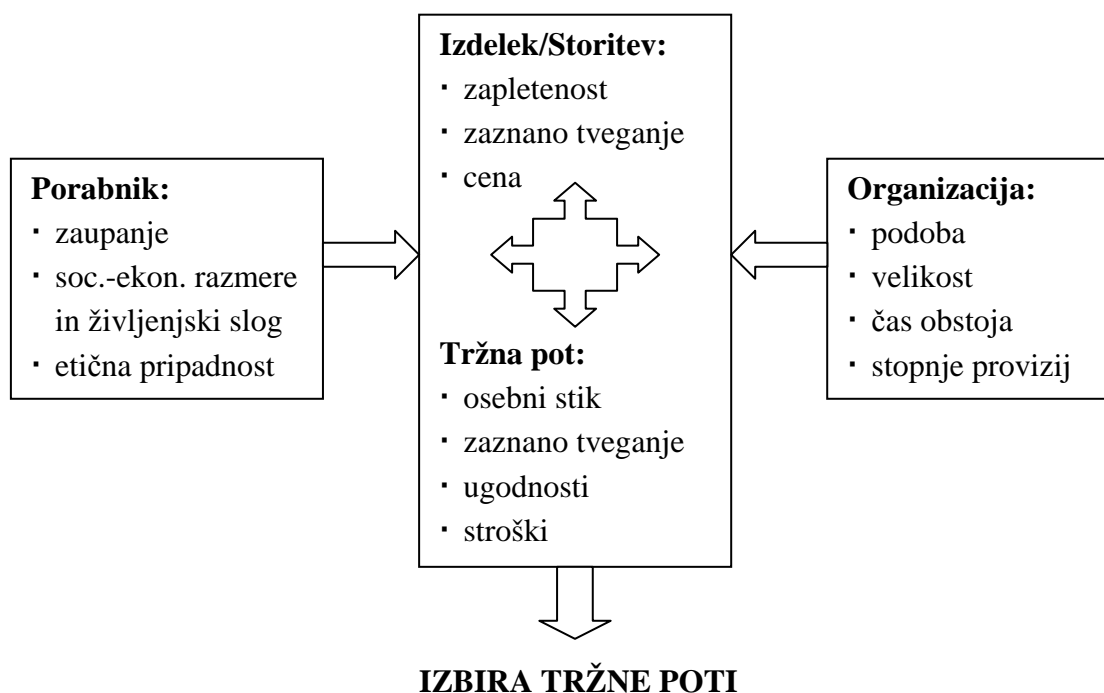 Izdelek/Storitev:
· zapletenost
· zaznano tveganje
· cena
Porabnik:
· zaupanje
· soc.-ekon. razmere
in življenjski slog
· etična pripadnost
Organizacija:
· podoba
· velikost
· čas obstoja
· stopnje provizij
Tržna pot:
· osebni stik
· zaznano tveganje
· ugodnosti
· stroški
IZBIRA TRŽNE POTI